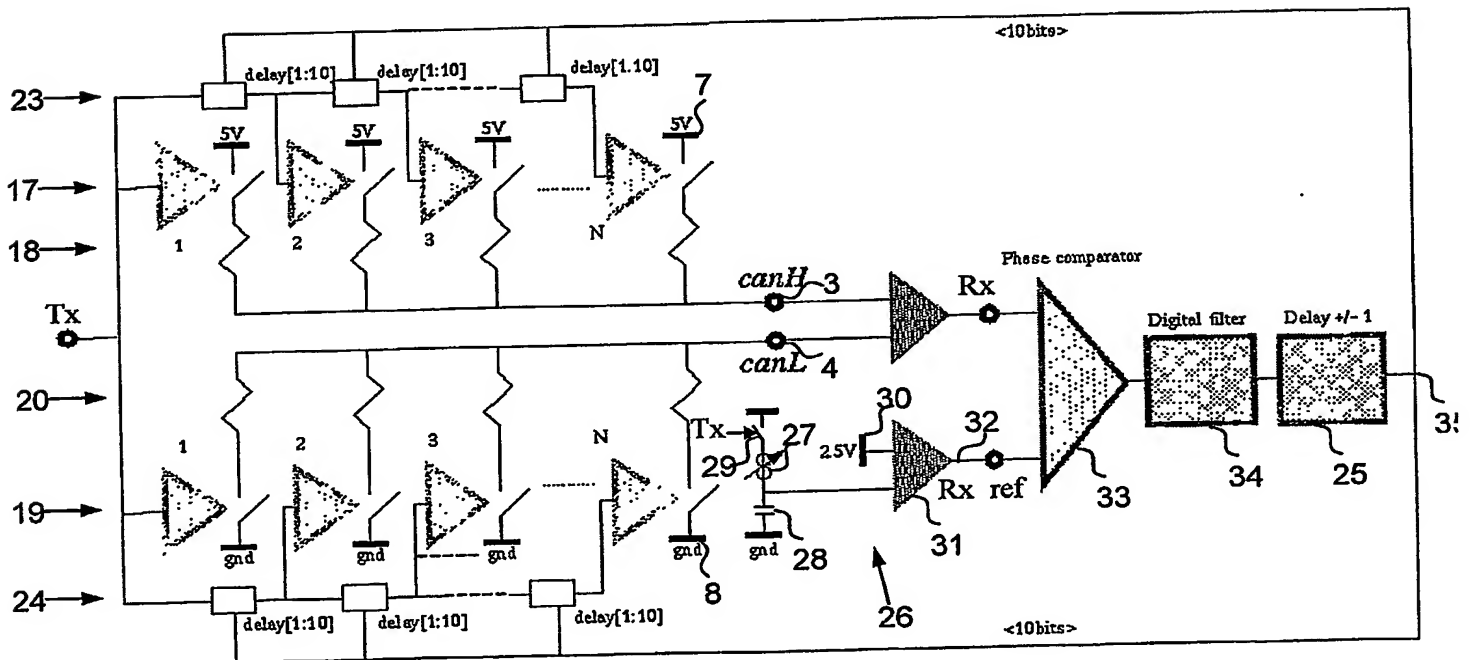 <10bits>
delay[1:10]
delay[1:10]
delay[1.10]
23
7
5V
5V
5V
5V
17
18
1
2
3
N
Phase comparator
canH
3
Rx
Tx
Digital filter
Delay +/- 1
canL
4
20
30
Tx
27
32
35
1
2
3
N
25V
29
Rx ref
33
34
25
19
31
28
gnd
gnd
gnd
gnd
gnd
8
24
26
delay[1:10]
delay[1:10]
delay[1:10]
<10bits>